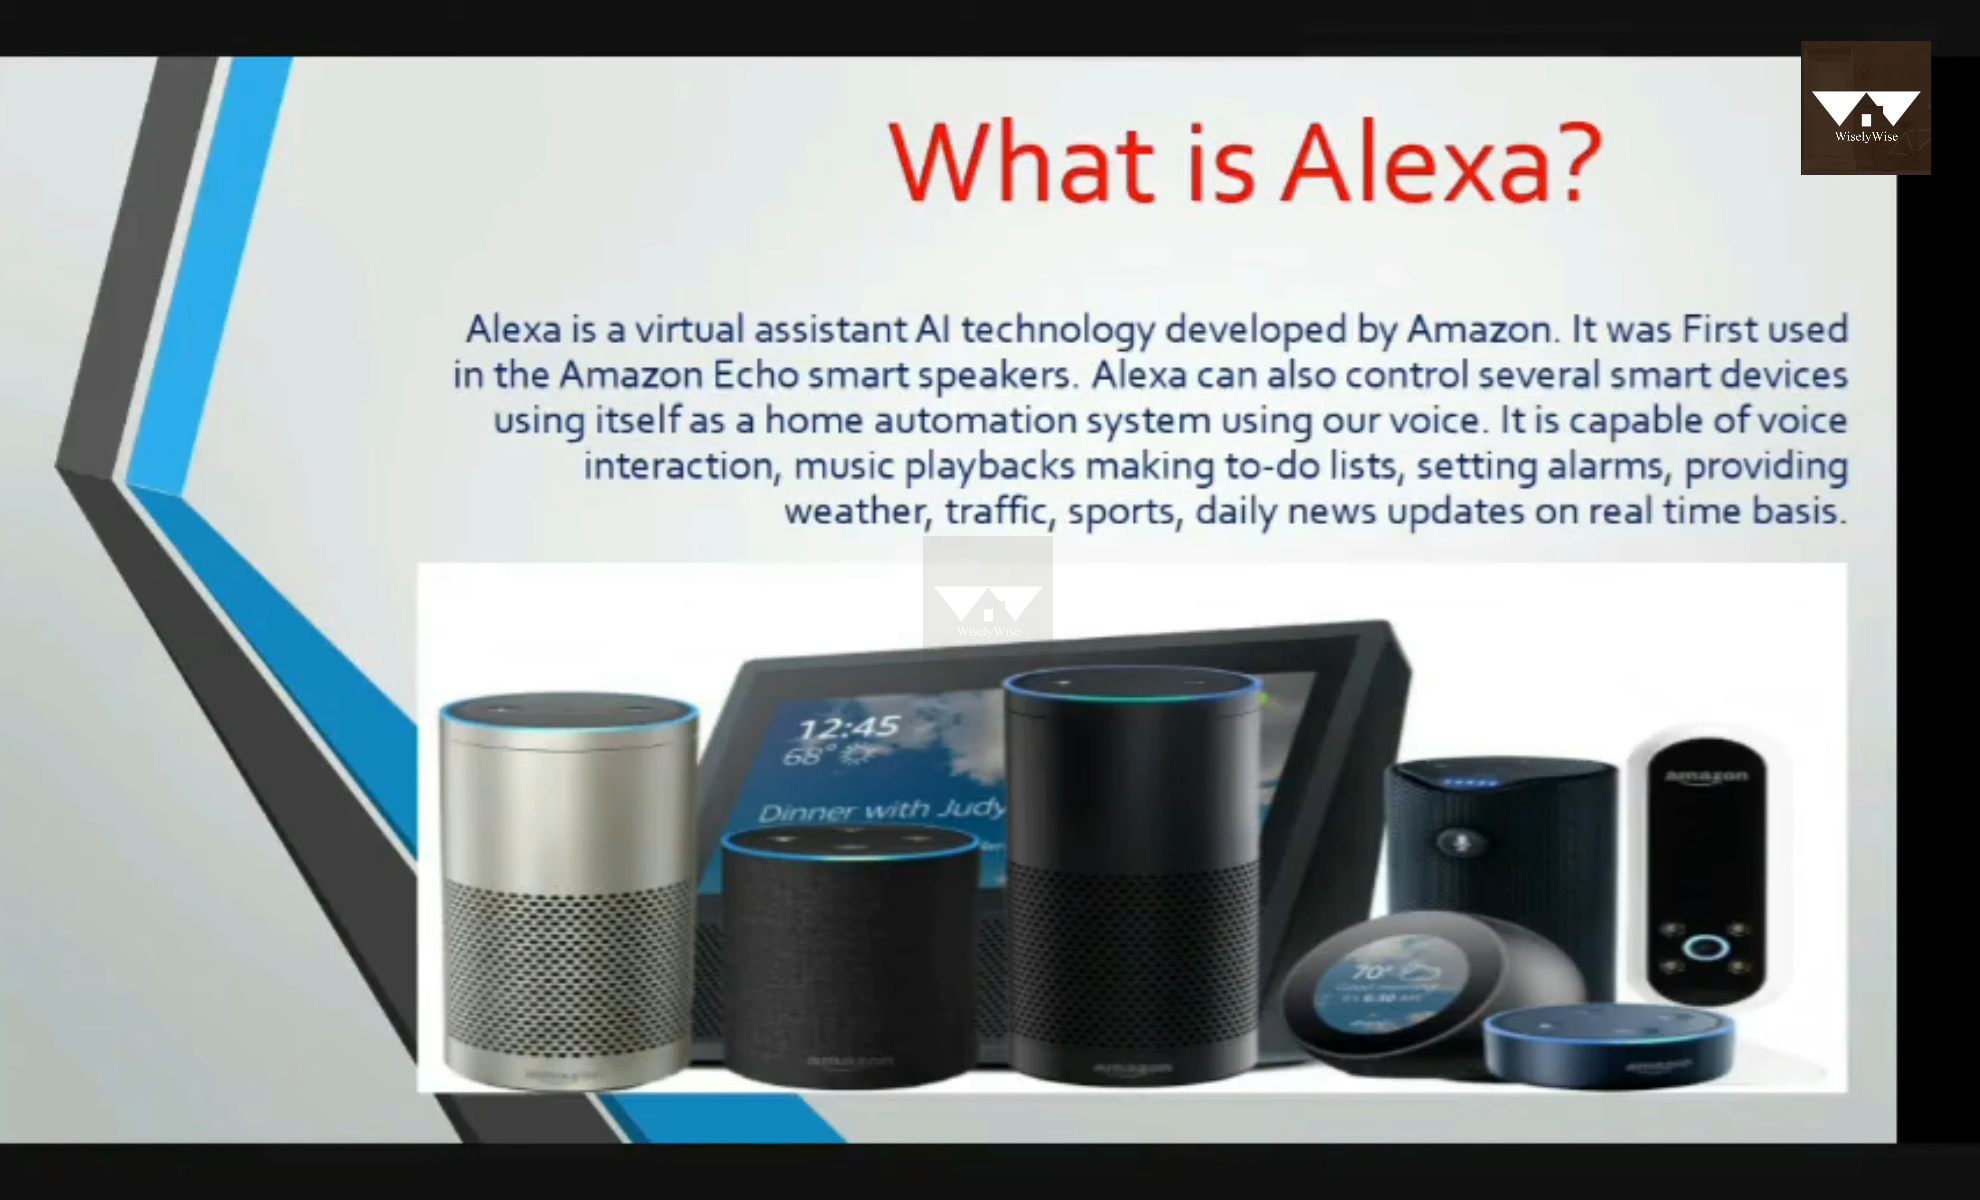 WiselyWise
What is Alexa?
Alexa is a virtual assistant AI technology developed by Amazon. It was First used
in the Amazon Echo smart speakers. Alexa can also control several smart devices
using itself as a home automation system using our voice. It is capable of voice
interaction, music playbacks making to-do lists, setting alarms, providing
weather, traffic, sports, daily news updates on real time basis.
WiselyWise
12:45
68°
Dinner with Judy
amazon
70°
Good morning
amazon
amazon
amazon
amazon